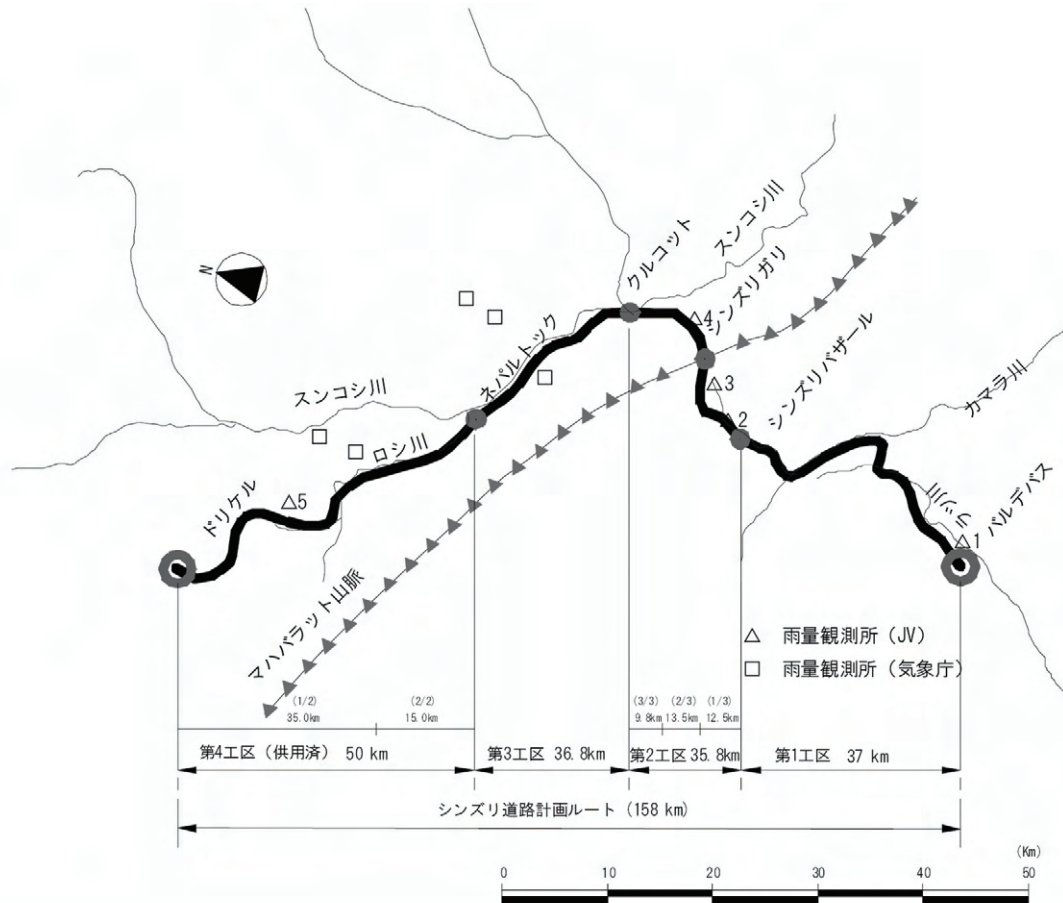 スンコシ川
クルコット
シンズリガリ
△4
N
ネパルトック
△3
シンズリバザール
2
カマラ川
スンコシ川
ロシ川
ドリケル
△5
バルデバス
△1
マハバラット山脈
△ 雨量観測所（JV）
□ 雨量観測所（気象庁）
(1/2) (2/2) (3/3) (2/3) (1/3)
35.0km 15.0km 9.8km 13.5km 12.5km
第4工区（供用済） 50 km 第3工区 36.8km 第2工区 35.8km 第1工区 37 km
シンズリ道路計画ルート（158 km）
(Km)
0 10 20 30 40 50